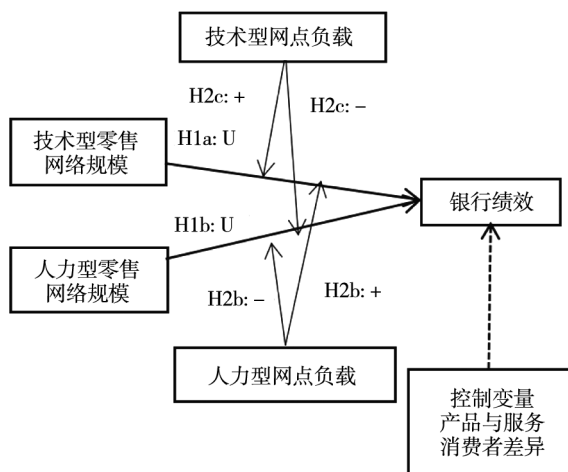 技术型网点负载
H2c: +
H2c: −
技术型零售
网络规模
H1a: U
银行绩效
H1b: U
人力型零售
网络规模
H2b: −
H2b: +
人力型网点负载
控制变量
产品与服务
消费者差异